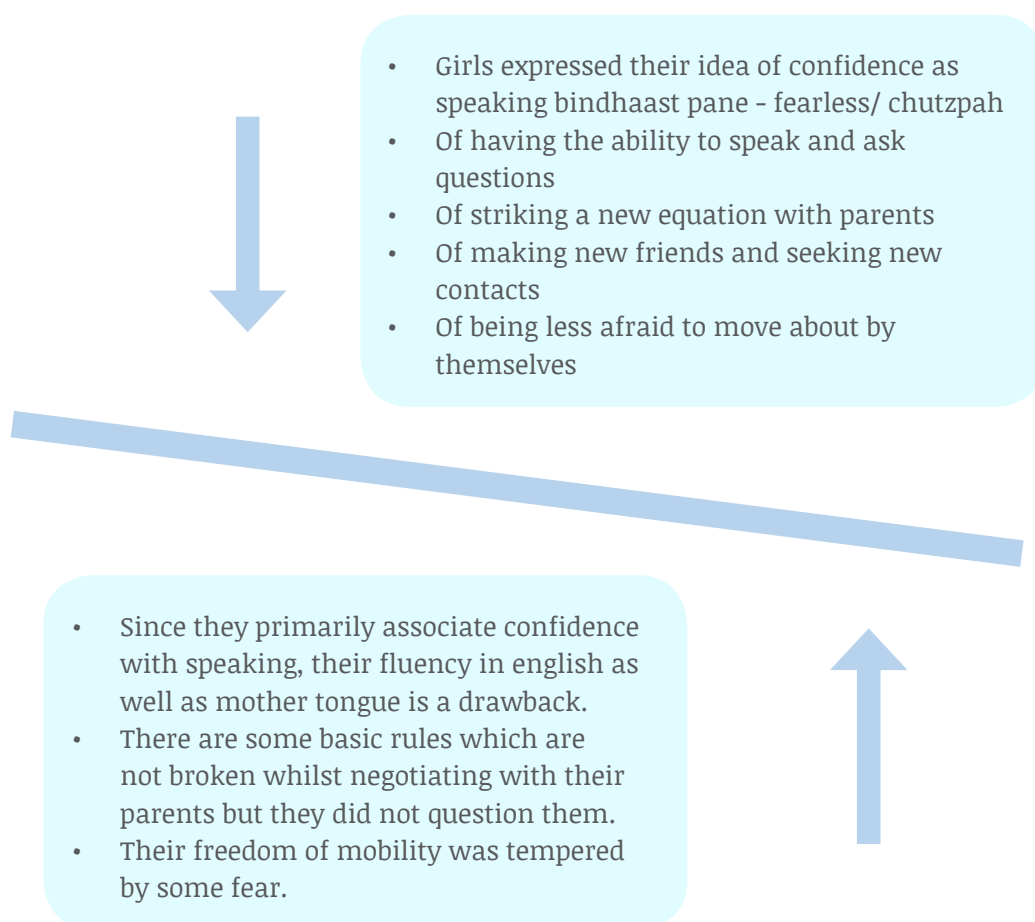 • Girls expressed their idea of confidence as
speaking bindhaast pane - fearless/ chutzpah
• Of having the ability to speak and ask
questions
• Of striking a new equation with parents
• Of making new friends and seeking new
contacts
• Of being less afraid to move about by
themselves
• Since they primarily associate confidence
with speaking, their fluency in english as
well as mother tongue is a drawback.
• There are some basic rules which are
not broken whilst negotiating with their
parents but they did not question them.
• Their freedom of mobility was tempered
by some fear.